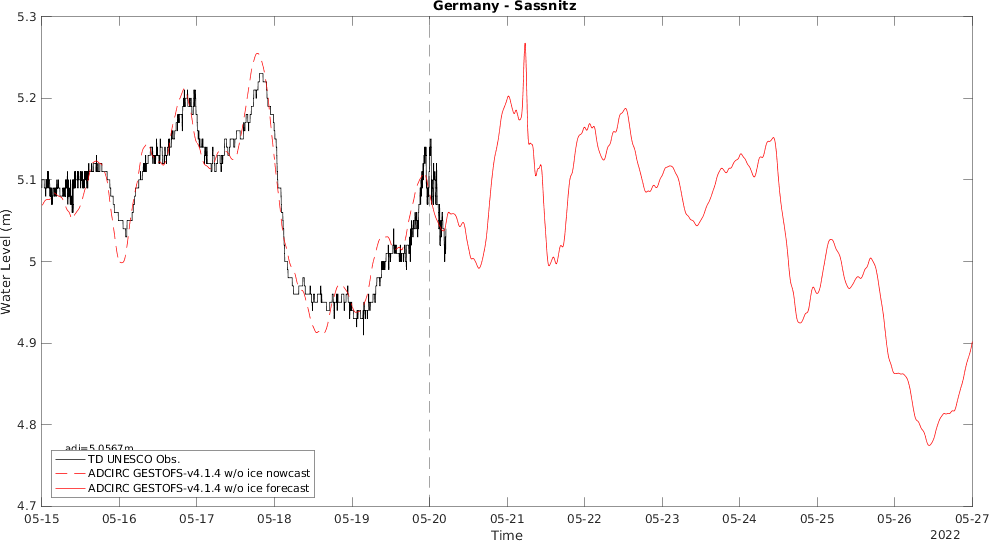 Germany - Sassnitz
5.3
5.2
5.1
5
4.9
4.8
4.7
Water Level (m)
adj=5.0567m
TD UNESCO Obs.
ADCIRC GESTOFS-v4.1.4 w/o ice nowcast
ADCIRC GESTOFS-v4.1.4 w/o ice forecast
05-15 05-16 05-17 05-18 05-19 05-20 05-21 05-22 05-23 05-24 05-25 05-26 05-27
Time
2022